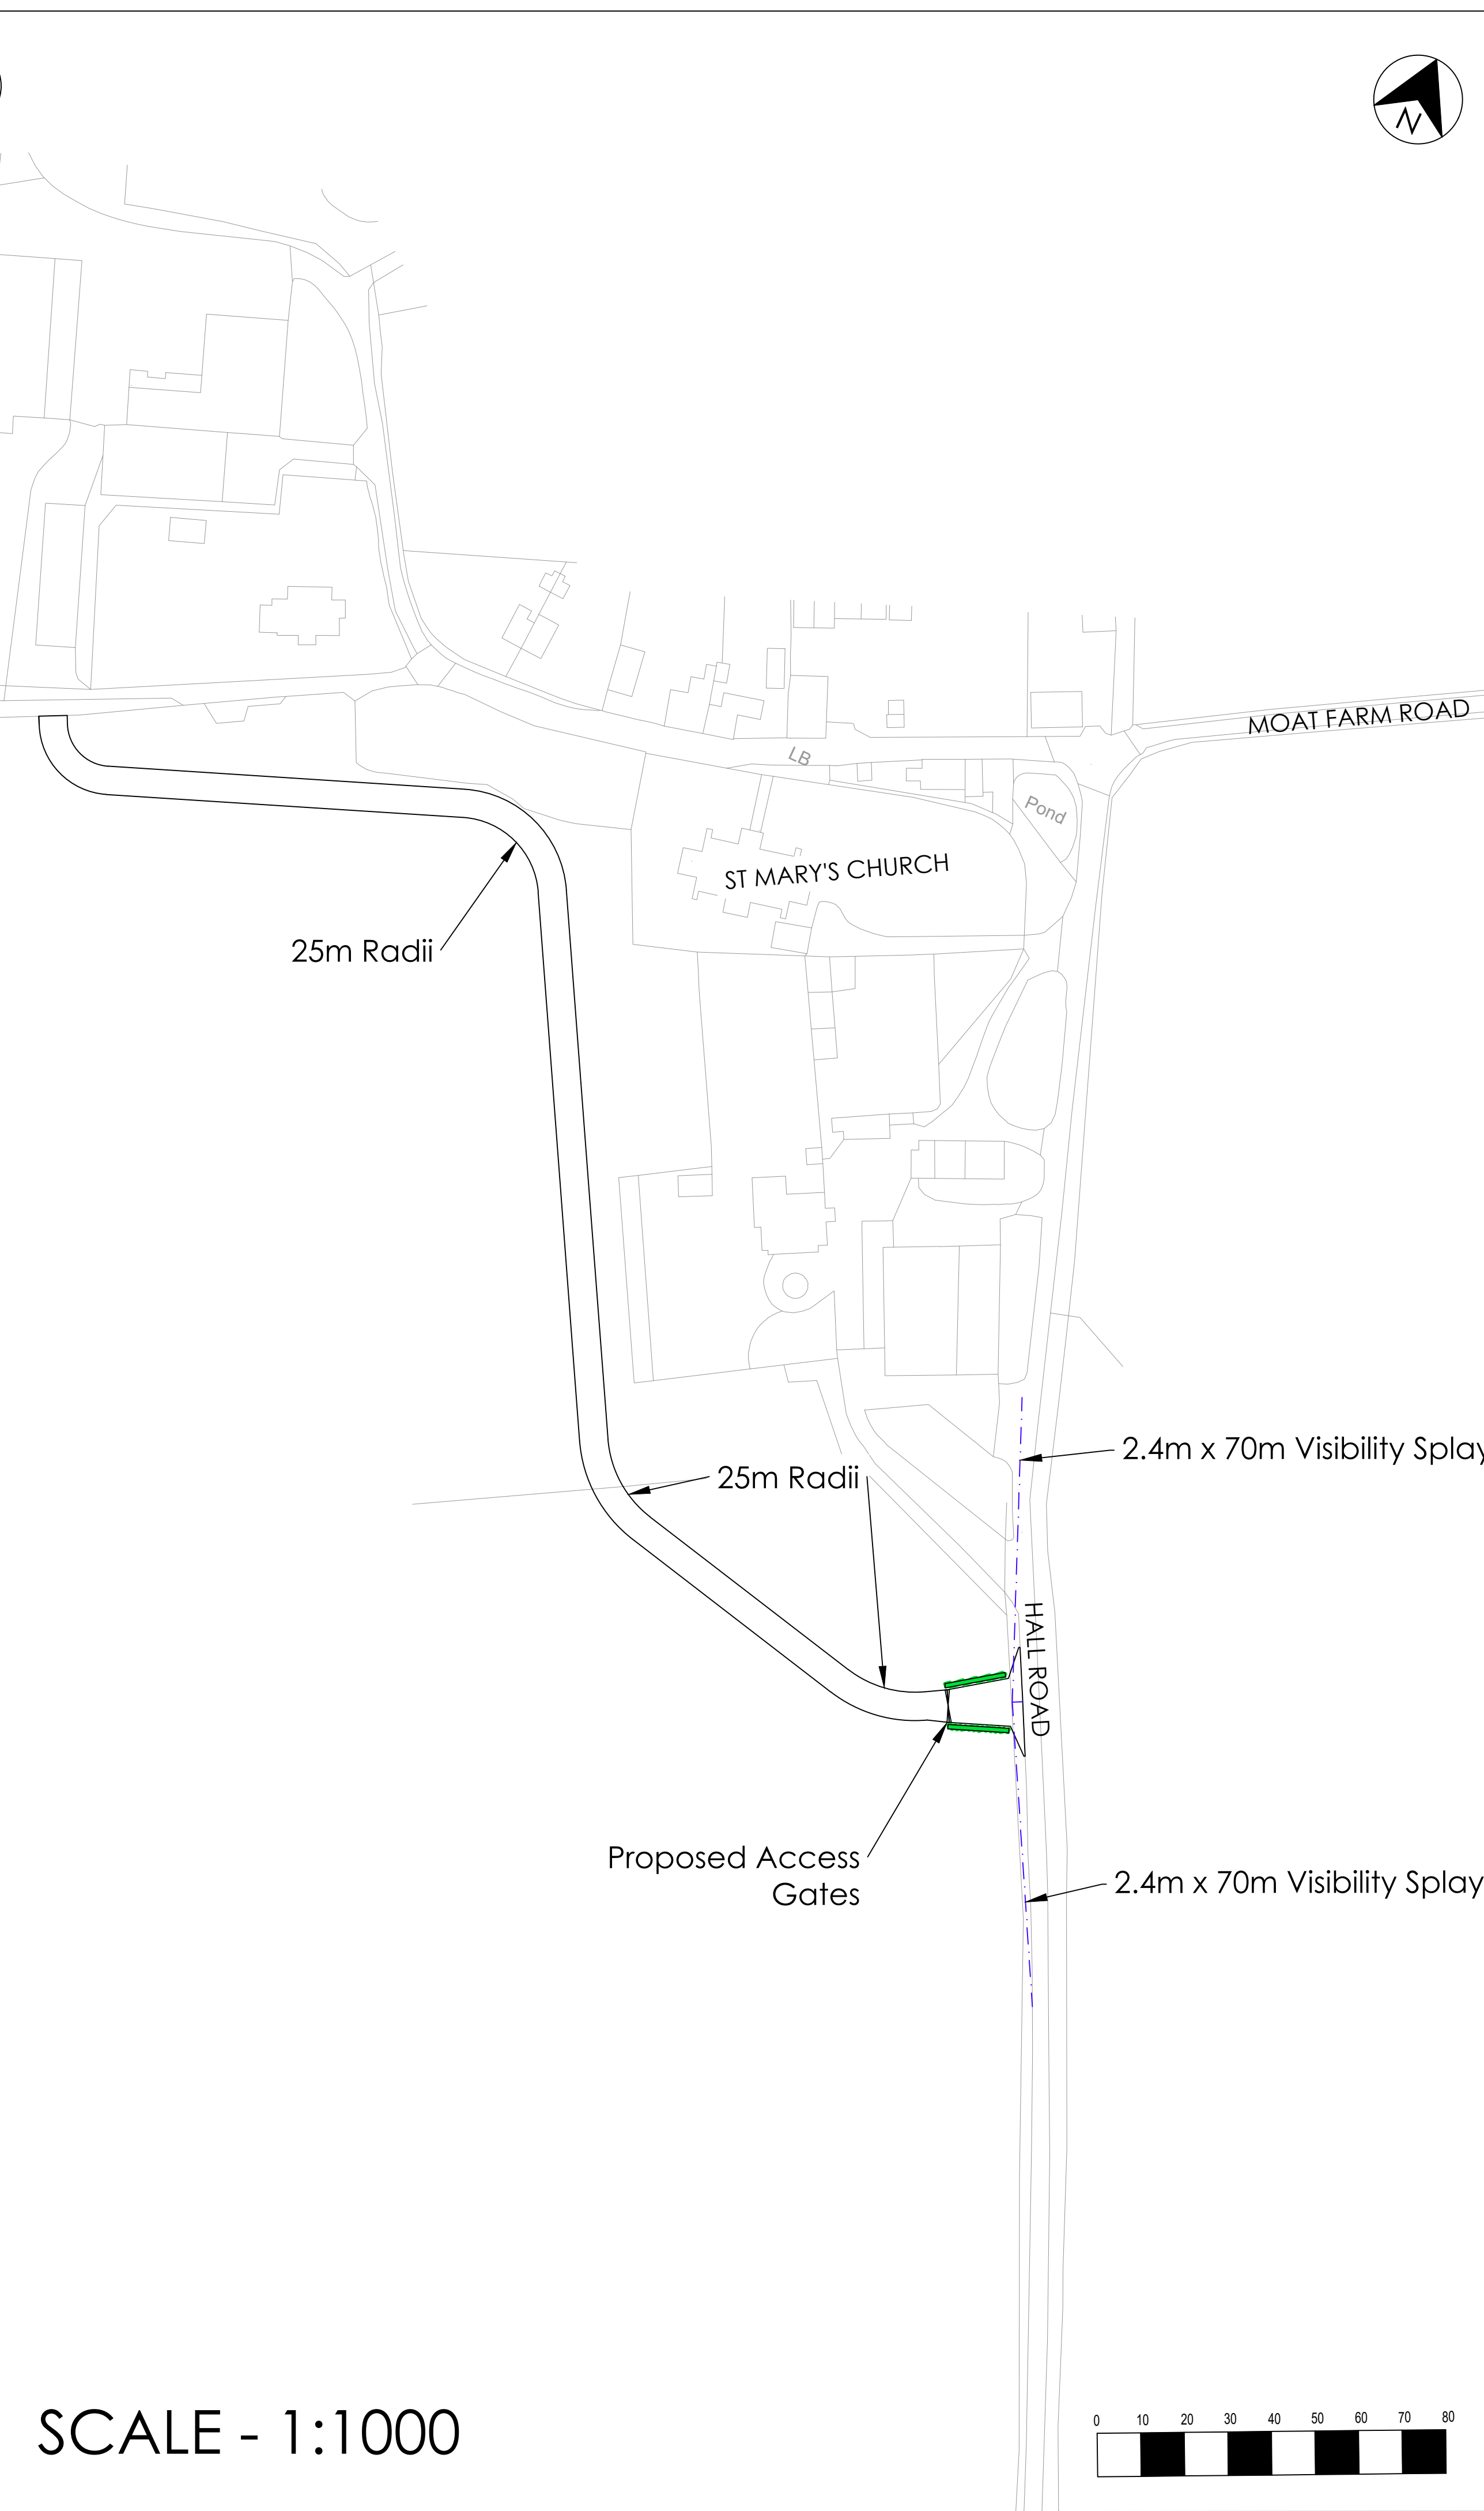 N
MOAT FARM ROAD
LB
Pond
ST MARY'S CHURCH
25m Radii
2.4m x 70m Visibility Splay
25m Radii
HALL ROAD
Proposed Access
Gates
2.4m x 70m Visibility Splay
SCALE - 1:1000
0 10 20 30 40 50 60 70 80